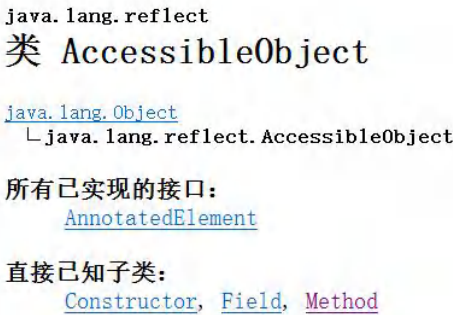 java.lang.reflect
类 AccessibleObject
java.lang.Object
java.lang.reflect.AccessibleObject
所有已实现的接口：
AnnotatedElement
直接已知子类：
Constructor, Field, Method